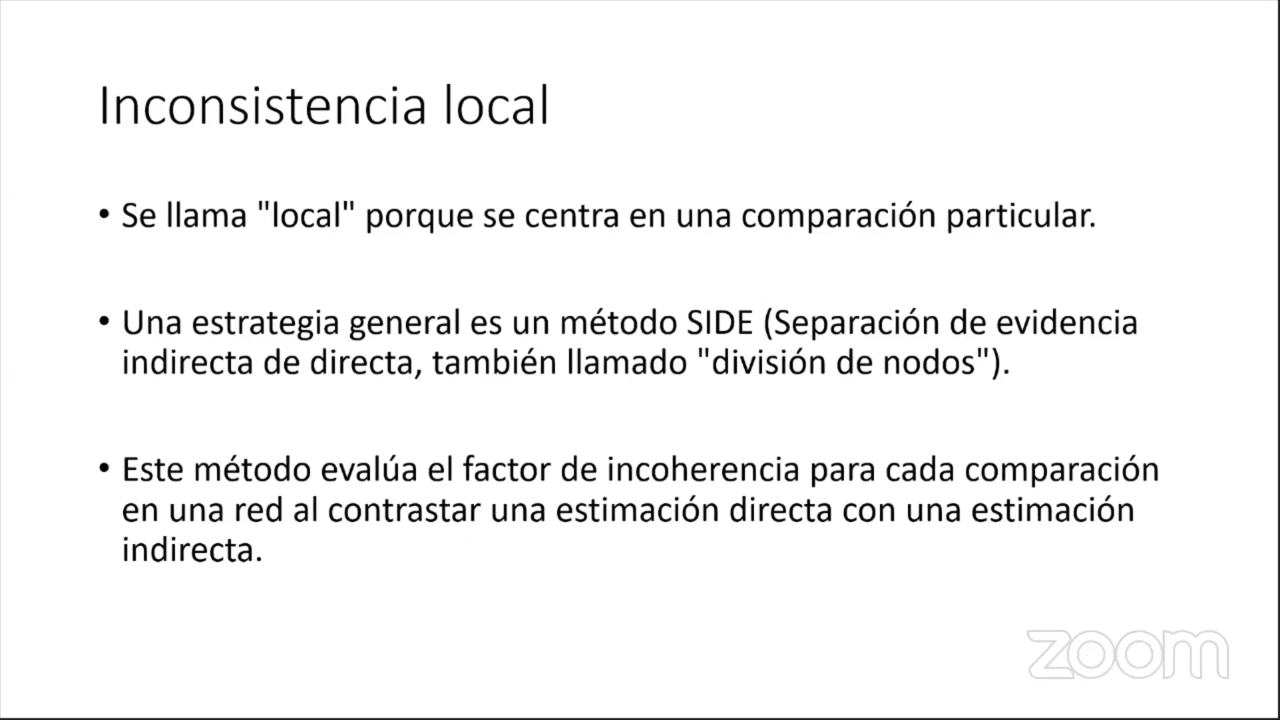 Inconsistencia local
• Se llama "local" porque se centra en una comparación particular.
• Una estrategia general es un método SIDE (Separación de evidencia
indirecta de directa, también llamado "división de nodos").
• Este método evalúa el factor de incoherencia para cada comparación
en una red al contrastar una estimación directa con una estimación
indirecta.
zoom